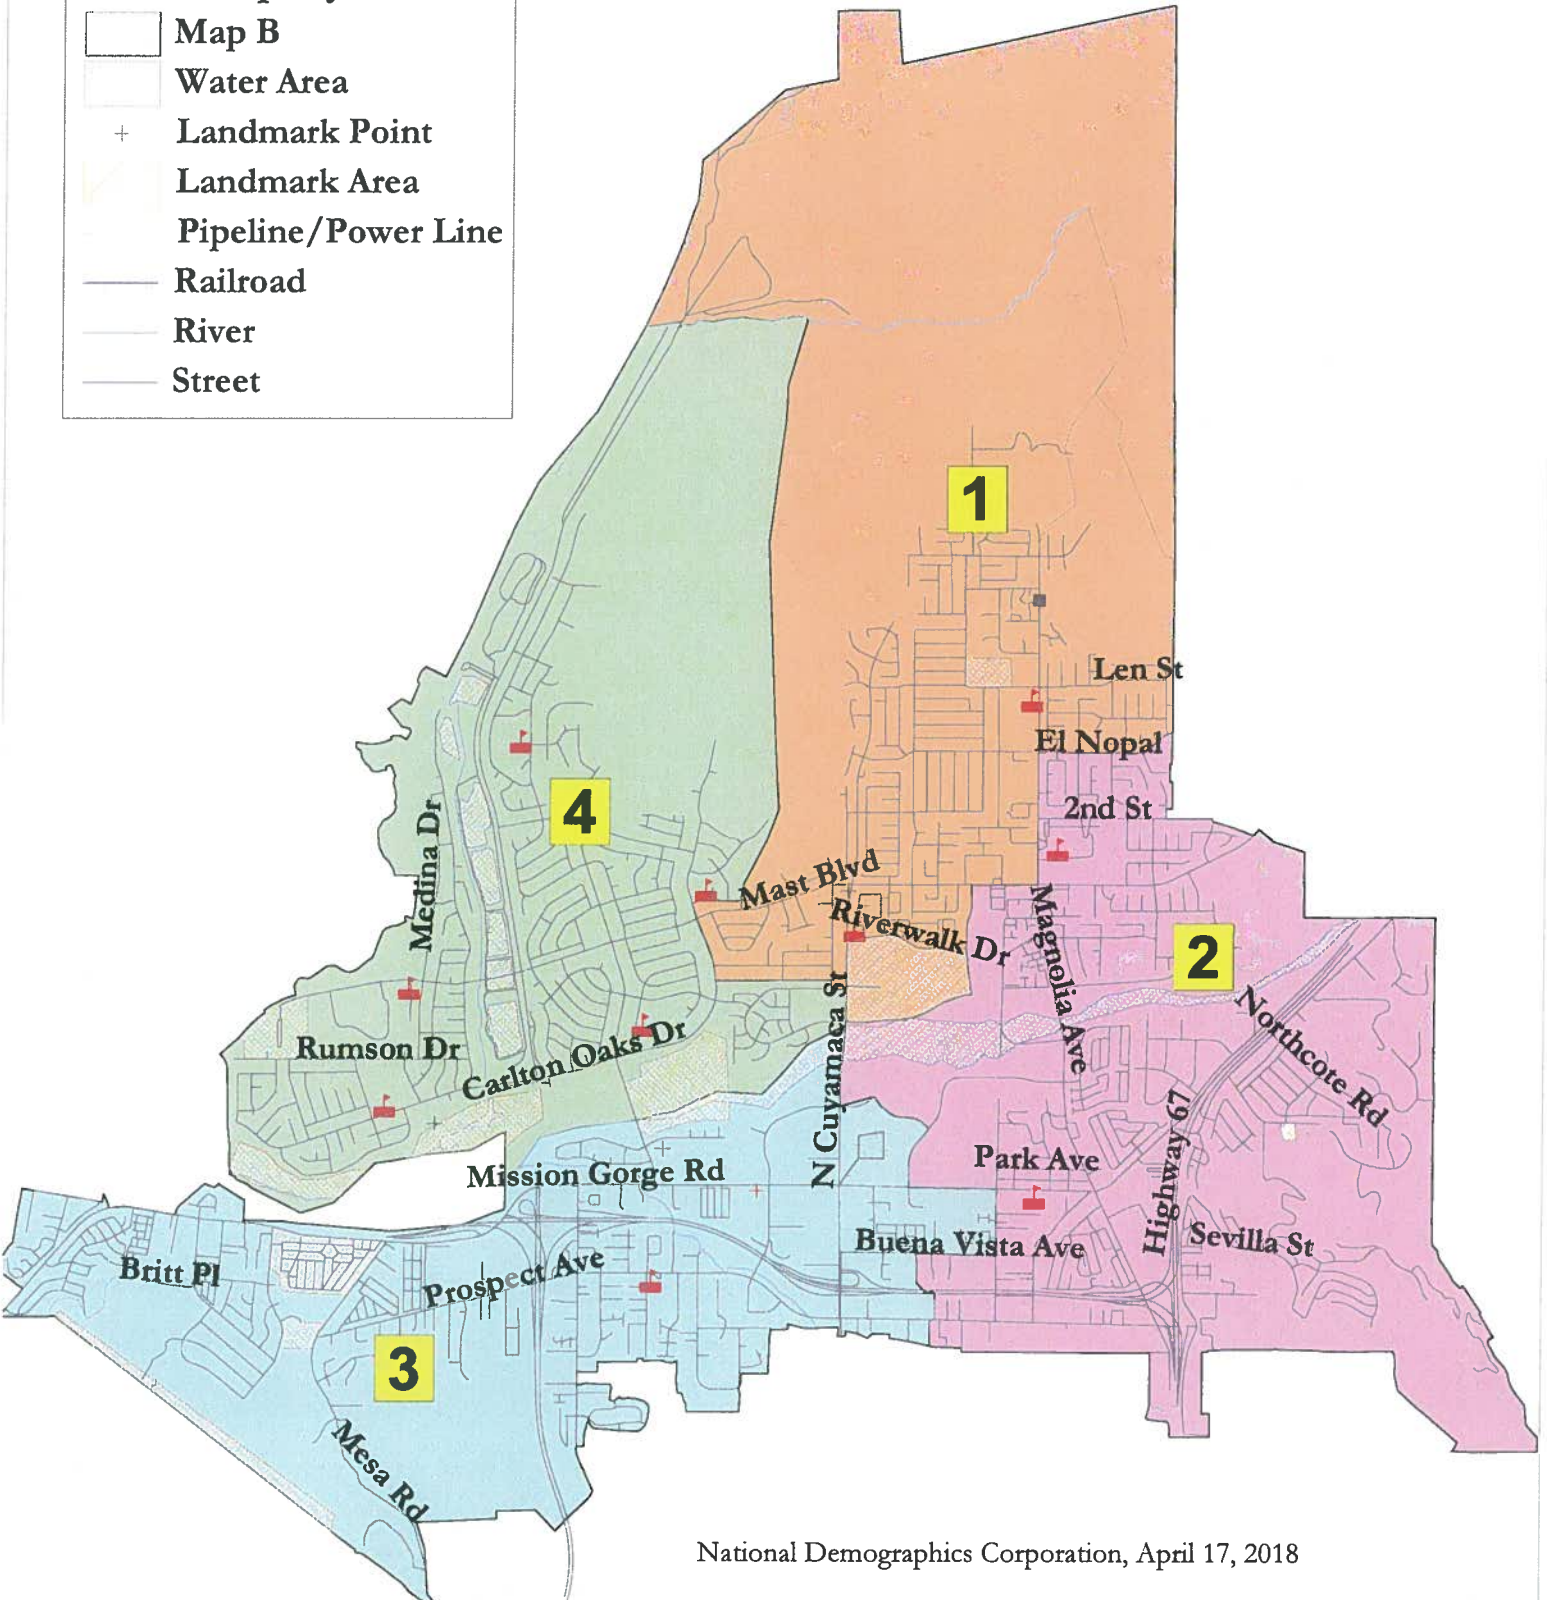 Map B
Water Area
Landmark Point
Landmark Area
Pipeline/Power Line
Railroad
River
Street
1
Len St
El Nopal
4
2nd St
Medina Dr
Mast Blvd
Riverwalk Dr
Magnolia Ave
2
Northcote Rd
Rumson Dr
Carlton Oaks Dr
N Cuyamaca St
Highway 67
Park Ave
Mission Gorge Rd
Buena Vista Ave
Sevilla St
Britt Pl
Prospect Ave
3
Mesa Rd
National Demographics Corporation, April 17, 2018